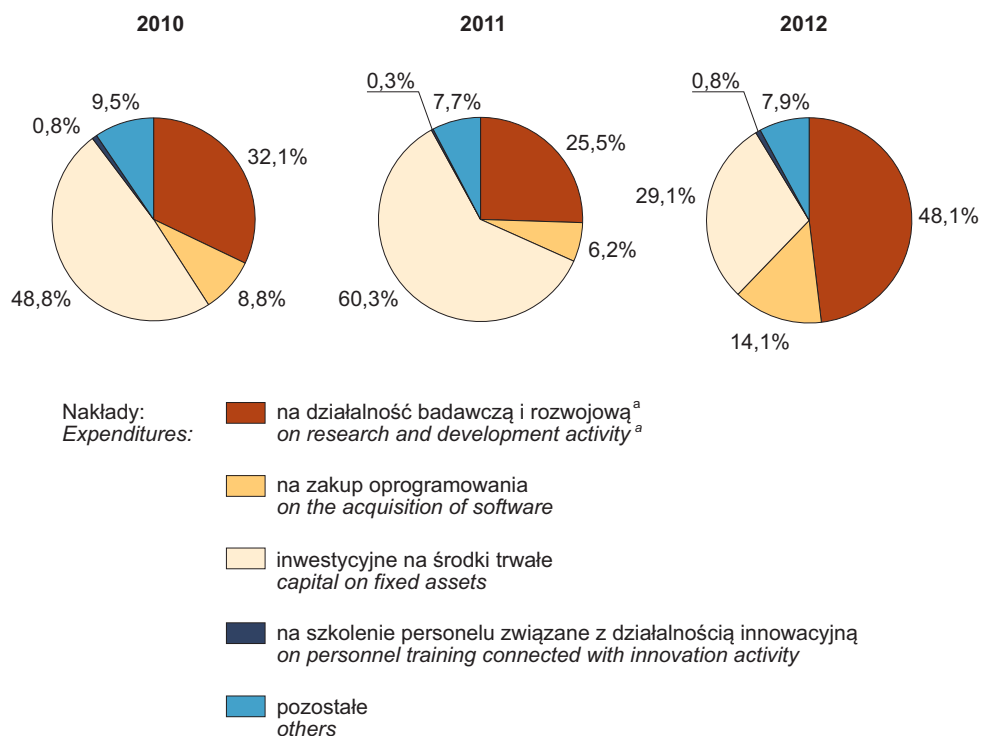 2010
2011
2012
9,5%
0,8%
32,1%
48,8%
8,8%
0,3%
7,7%
25,5%
6,2%
60,3%
0,8%
7,9%
29,1%
48,1%
14,1%
Nakłady:
Expenditures:
na działalność badawczą i rozwojową a
on research and development activity a
na zakup oprogramowania
on the acquisition of software
inwestycyjne na środki trwałe
capital on fixed assets
na szkolenie personelu związane z działalnością innowacyjną
on personnel training connected with innovation activity
pozostałe
others